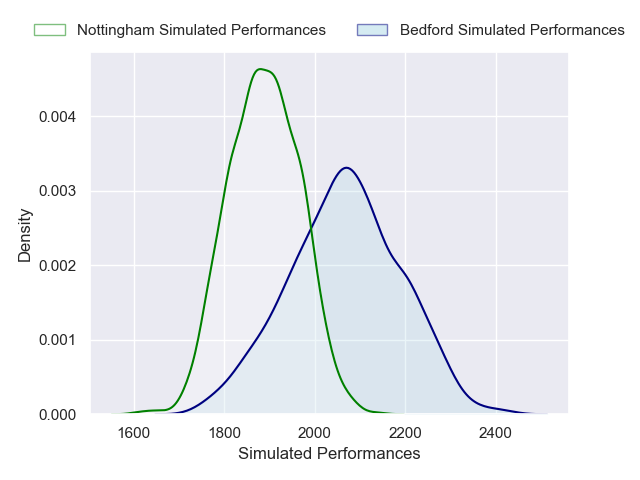 Nottingham Simulated Performances
Bedford Simulated Performances
Density
0.004
0.003
0.002
0.001
0.000
1600
1800
2000
2200
2400
Simulated Performances